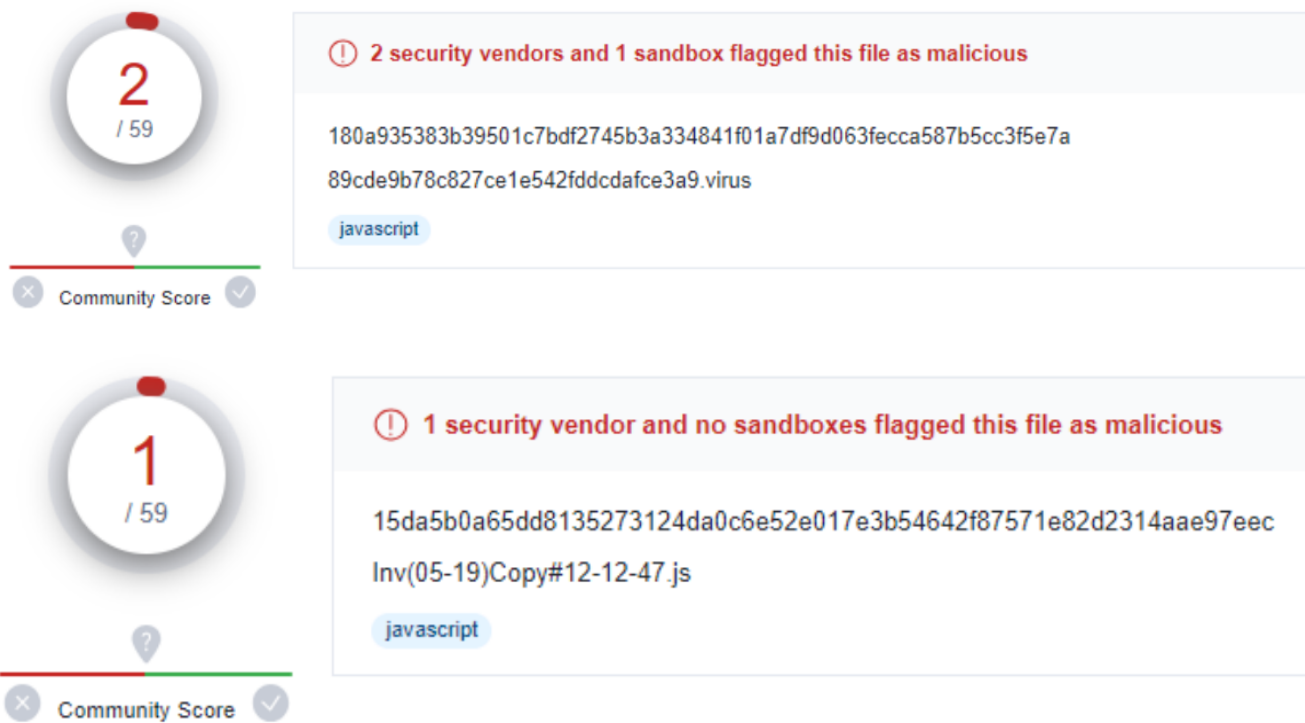 2
/ 59
Community Score
2 security vendors and 1 sandbox flagged this file as malicious
180a935383b39501c7bdf2745b3a334841f01a7df9d063fecca587b5cc3f5e7a
89cde9b78c827ce1e542fddcdafce3a9.virus
javascript
1
/ 59
Community Score
1 security vendor and no sandboxes flagged this file as malicious
15da5b0a65dd8135273124da0c6e52e017e3b54642f87571e82d2314aae97eec
Inv(05-19)Copy#12-12-47.js
javascript